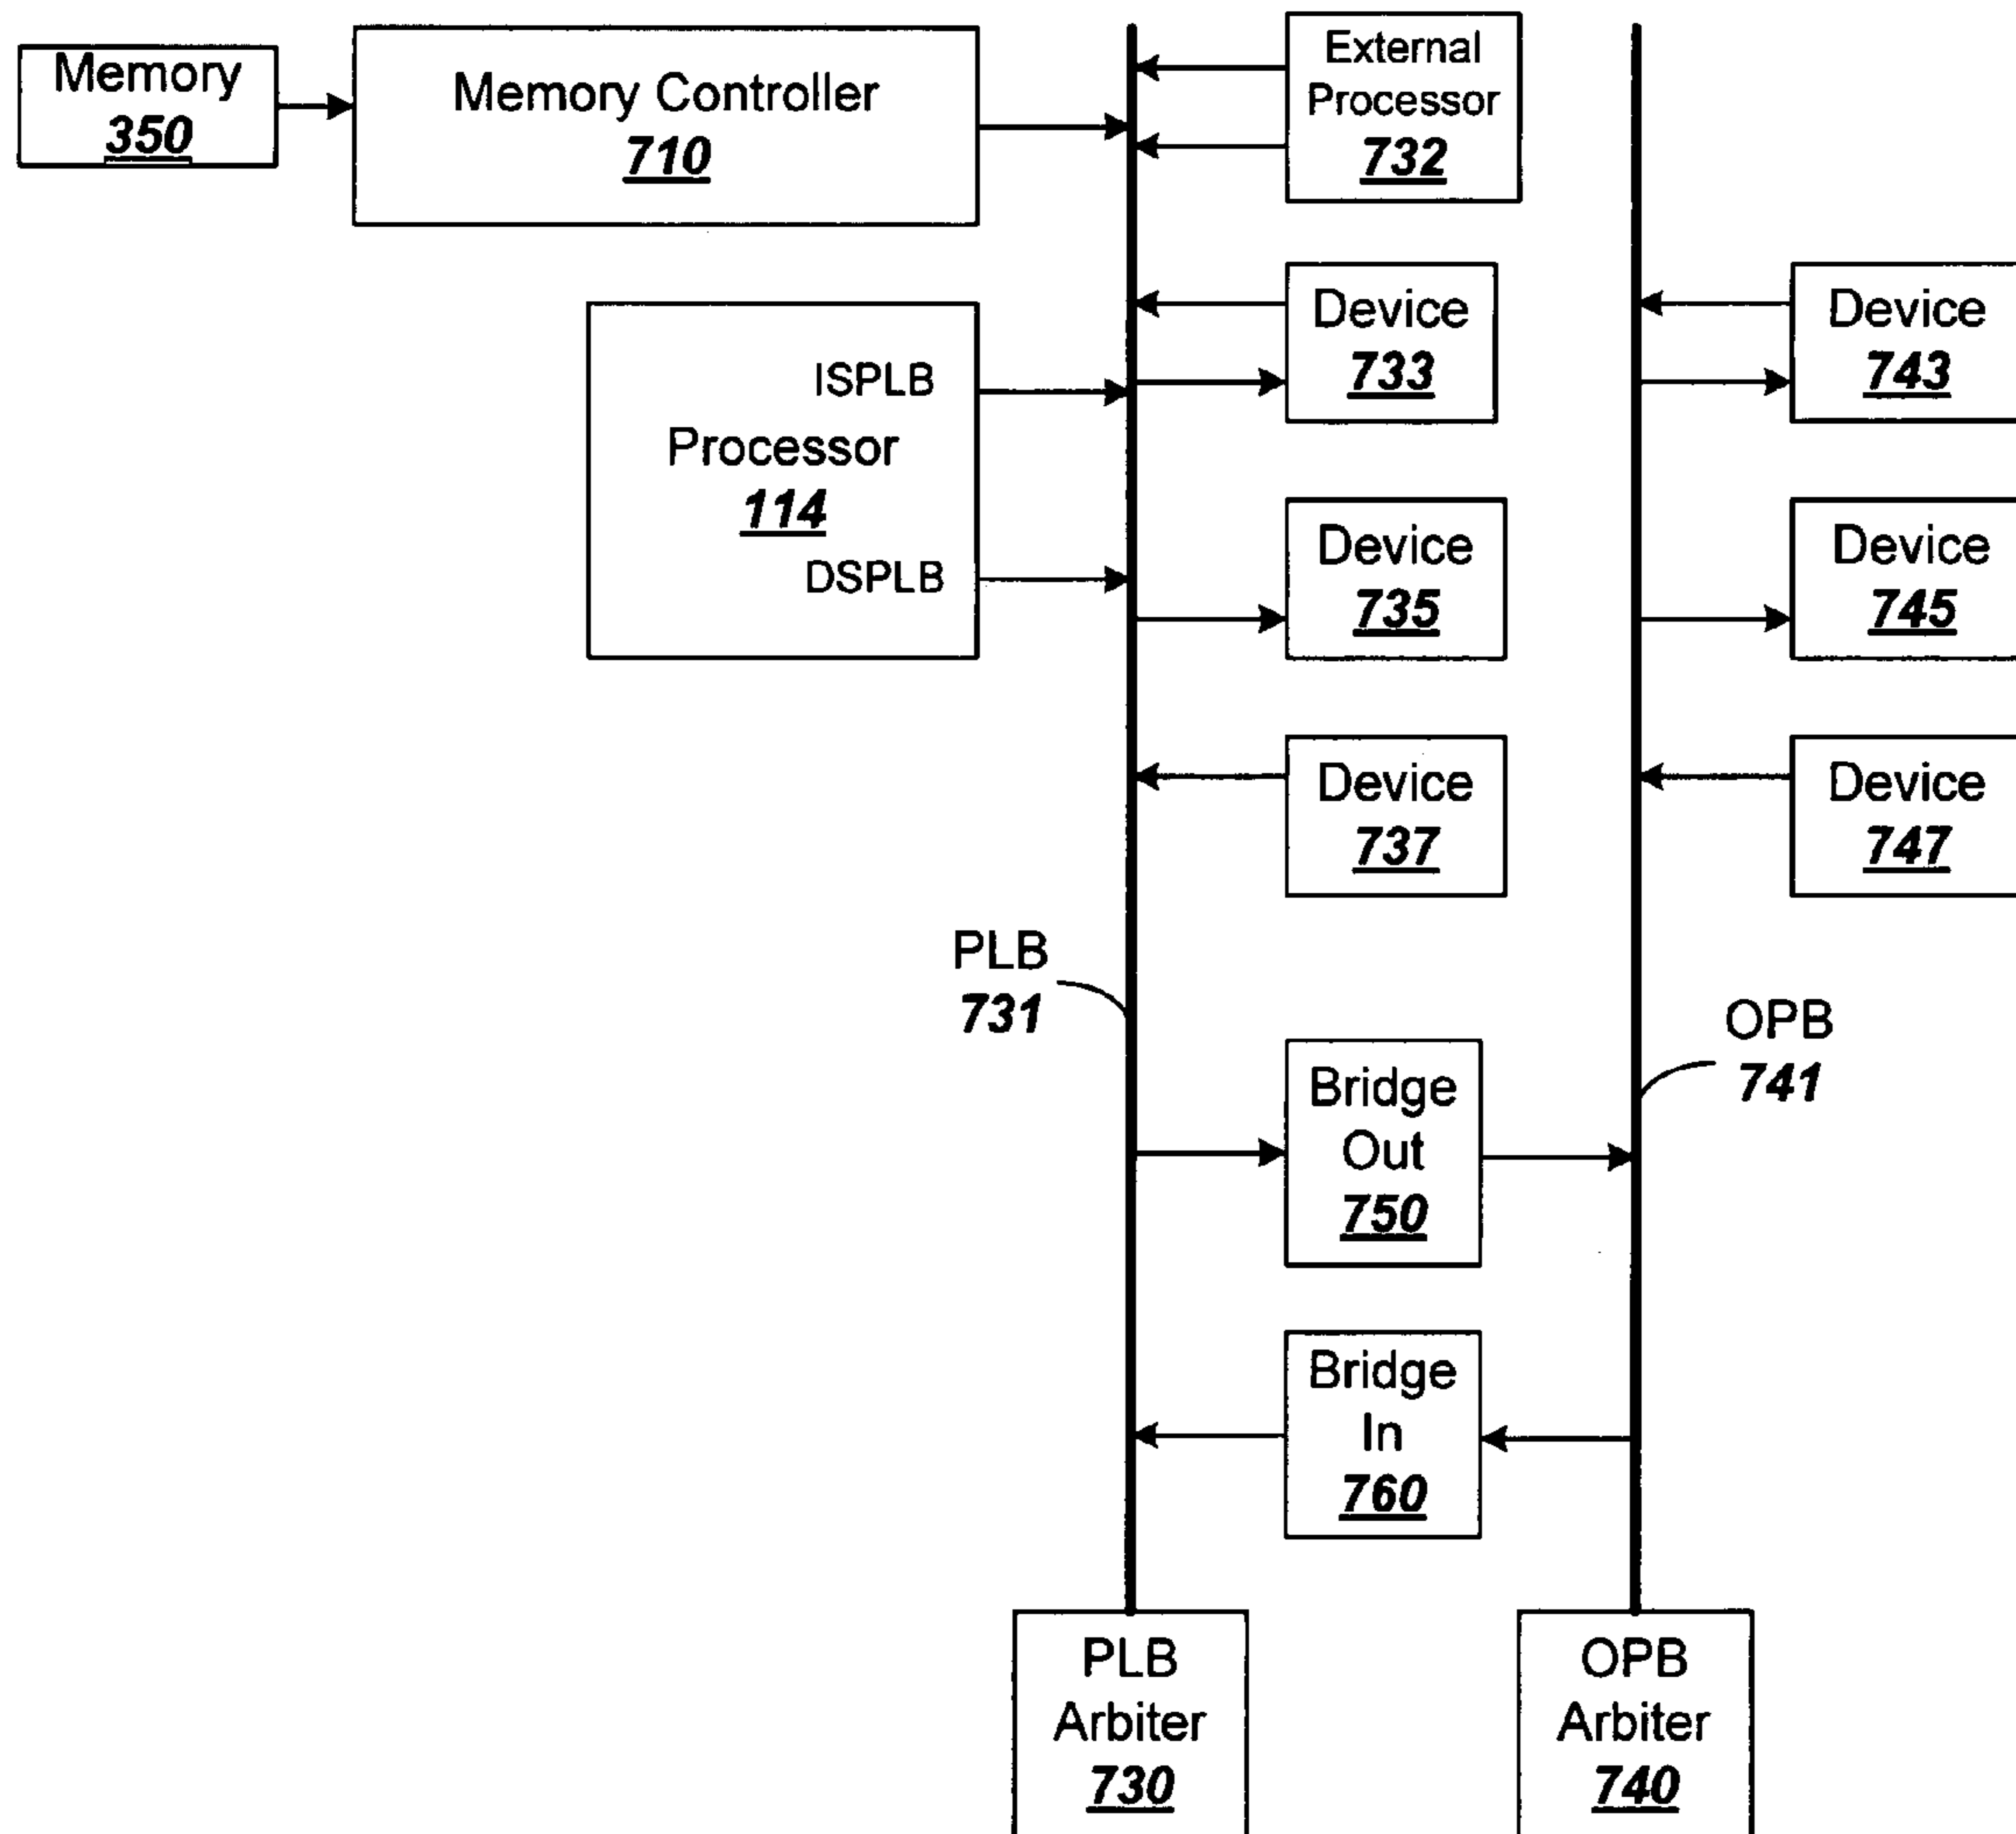 Memory
350
Memory Controller
710
External
Processor
732
ISPLB
Processor
114
DSPLB
Device
733
Device
743
Device
735
Device
745
Device
737
Device
747
PLB
731
OPB
741
Bridge
Out
750
Bridge
In
760
PLB
Arbiter
730
OPB
Arbiter
740